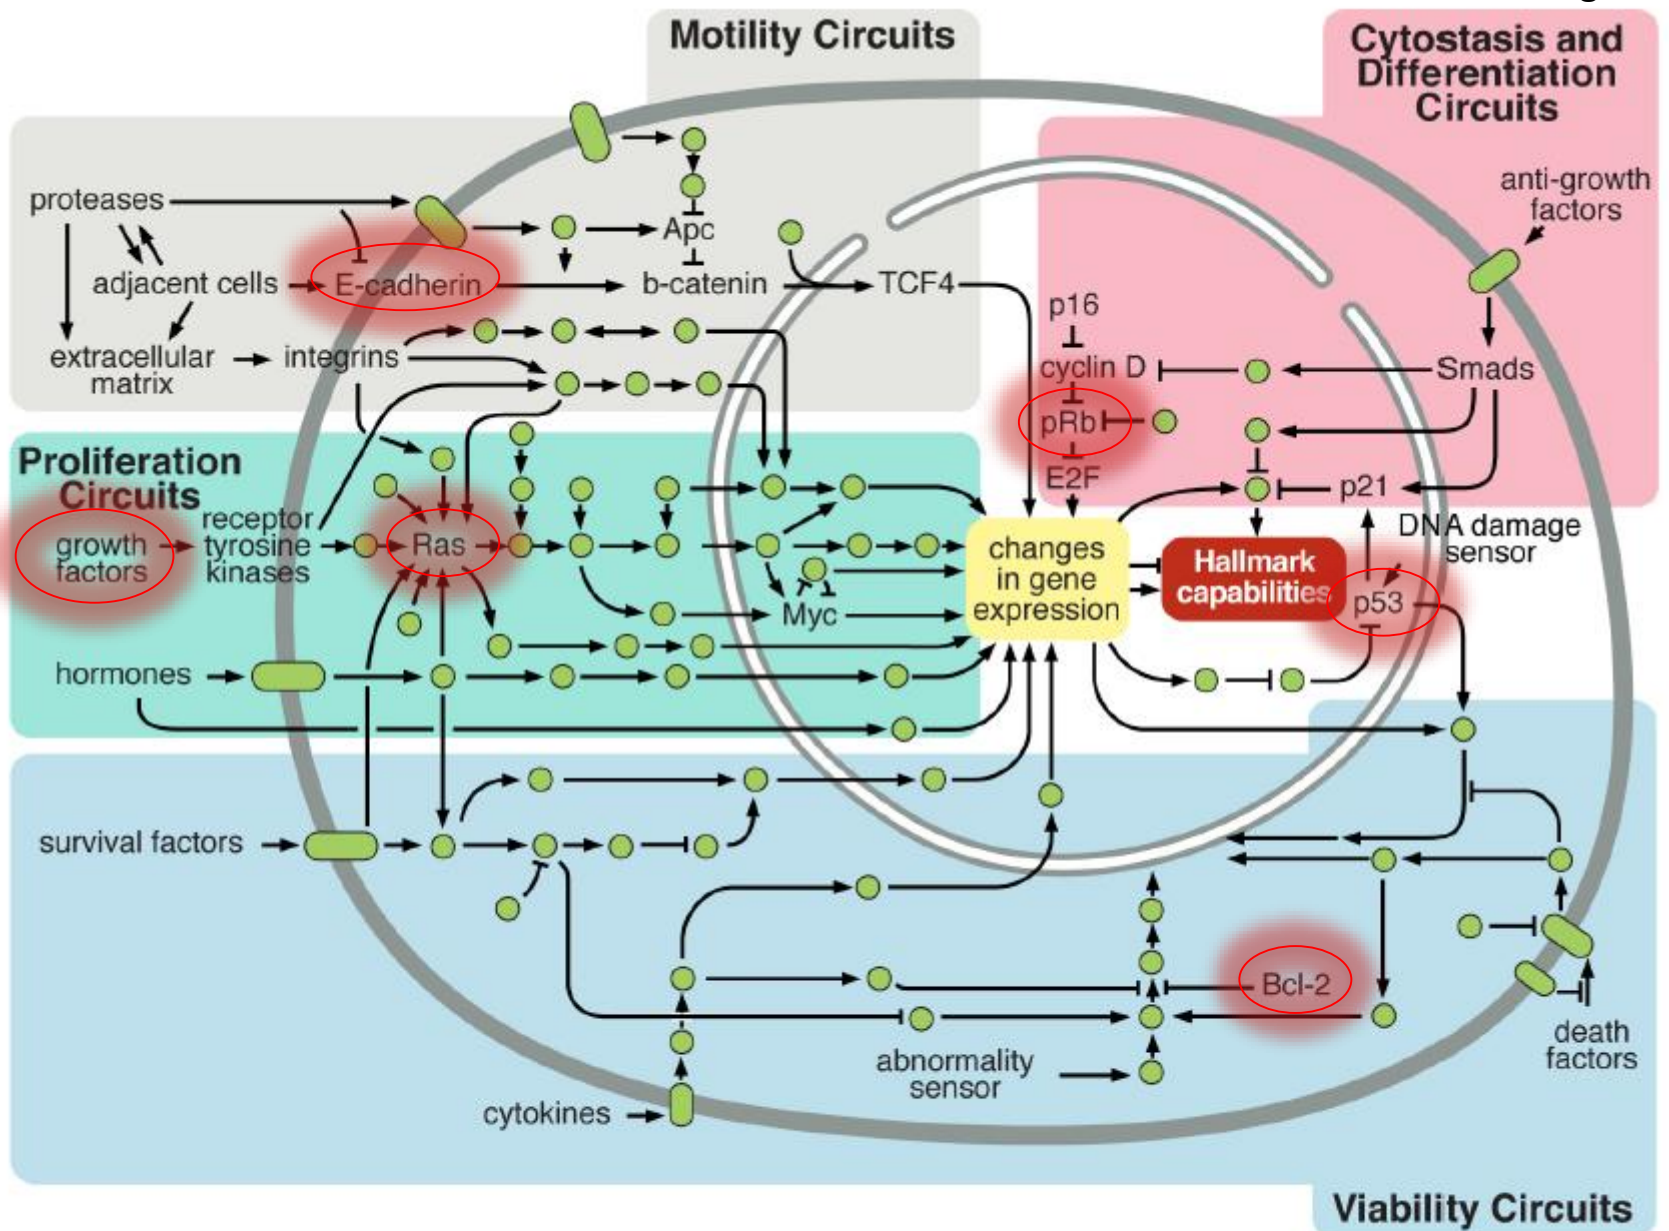 Motility Circuits
Cytostasis and
Differentiation
Circuits
proteases
adjacent cells
E-cadherin
extracellular
matrix
integrins
Apc
b-catenin
TCF4
anti-growth
factors
p16
cyclin D
pRb
E2F
Smads
p21
DNA damage
sensor
p53
Proliferation
Circuits
growth
factors
receptor
tyrosine
kinases
Ras
Myc
changes
in gene
expression
Hallmark
capabilities
hormones
survival factors
Bcl-2
abnormality
sensor
cytokines
death
factors
Viability Circuits